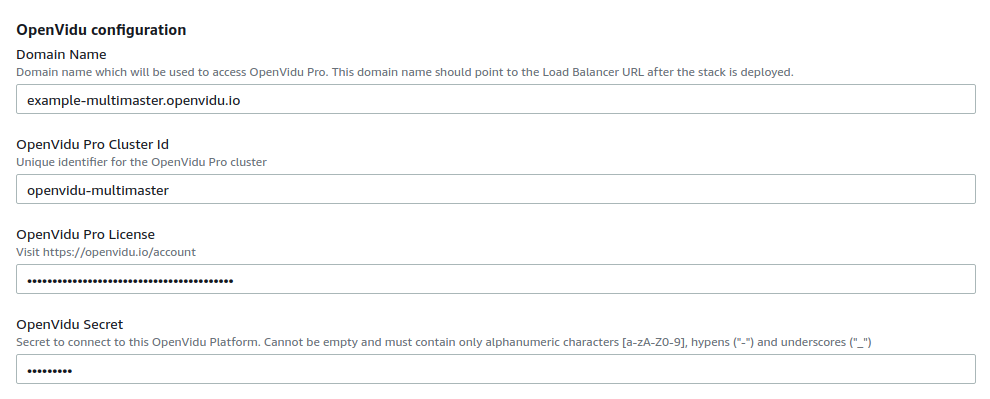 OpenVidu configuration
Domain Name
Domain name which will be used to access OpenVidu Pro. This domain name should point to the Load Balancer URL after the stack is deployed.
example-multimaster.openvidu.io
OpenVidu Pro Cluster Id
Unique identifier for the OpenVidu Pro cluster
openvidu-multimaster
OpenVidu Pro License
Visit https://openvidu.io/account
•••••••••••••••••••••••••••••••••••••••••
OpenVidu Secret
Secret to connect to this OpenVidu Platform. Cannot be empty and must contain only alphanumeric characters [a-zA-Z0-9], hypens ("-") and underscores ("_")
•••••••••